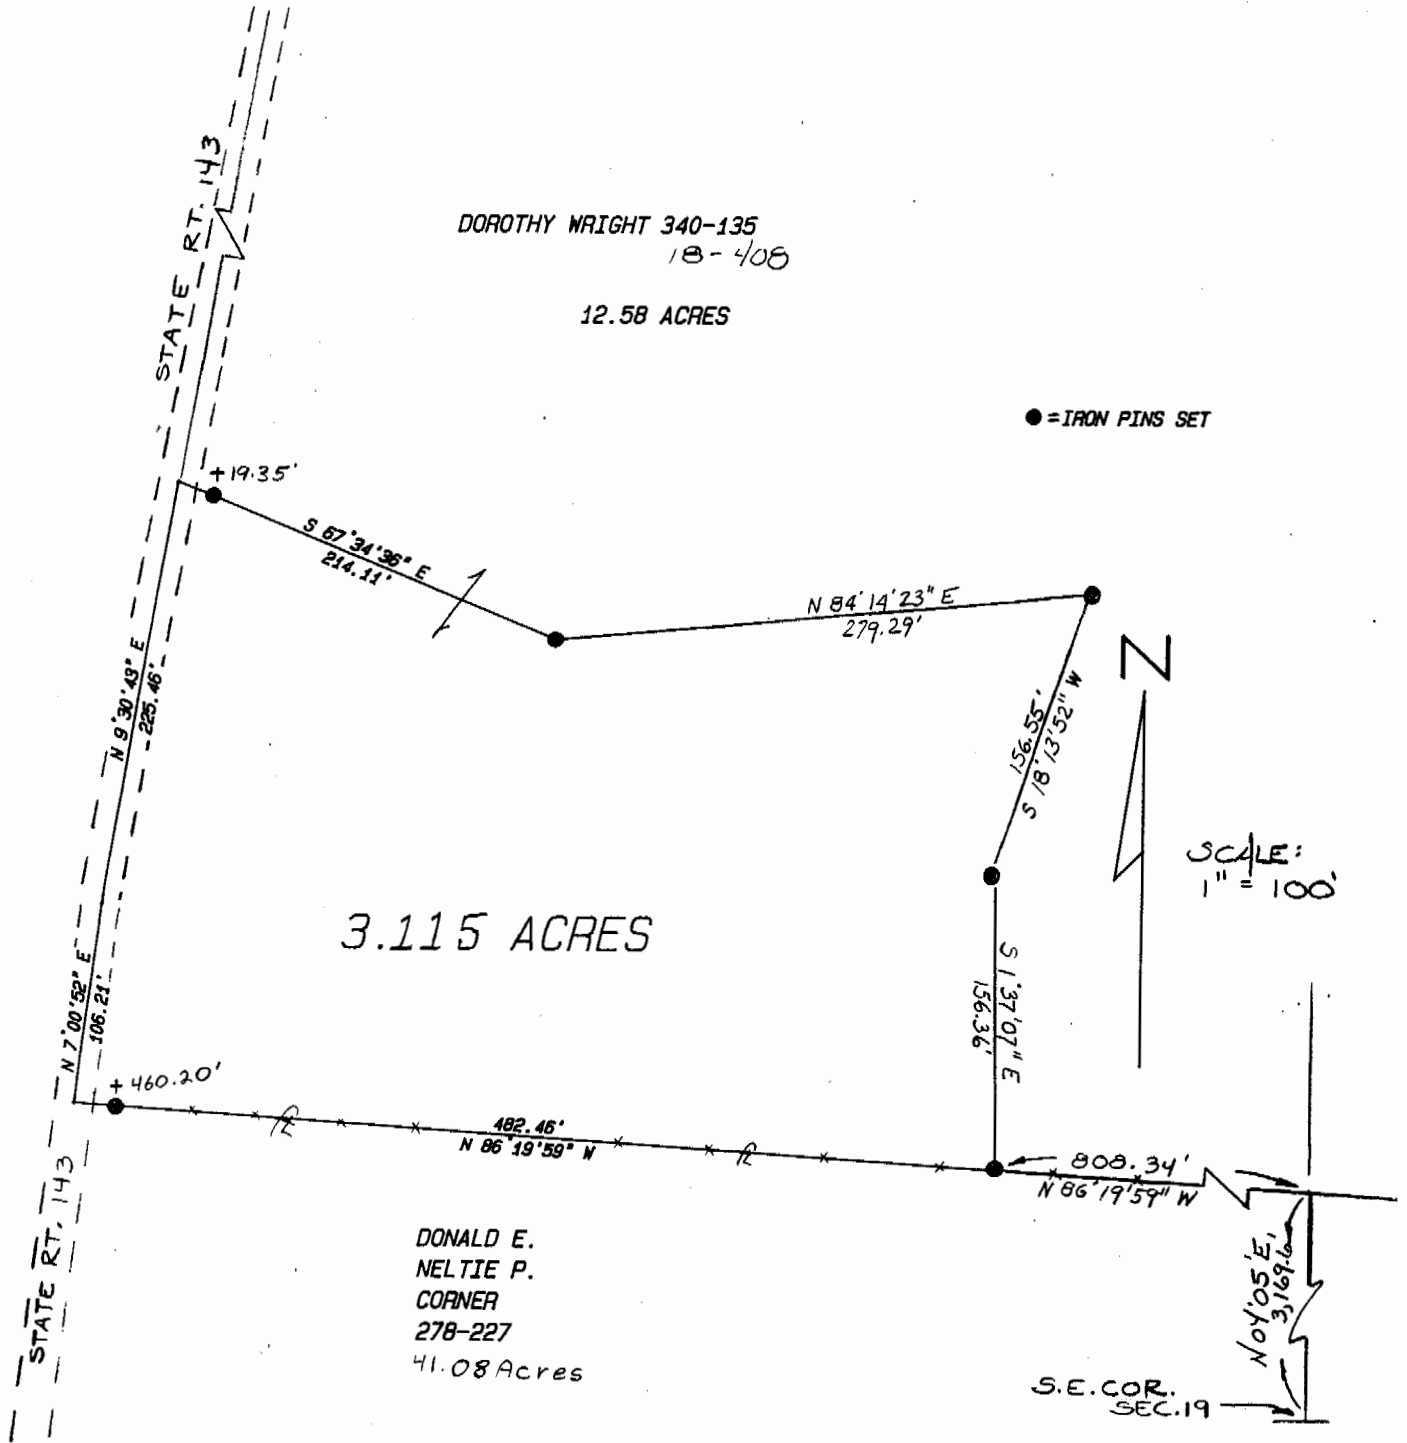 STATE RT. 143
DOROTHY WRIGHT 340-135
18-408
12.58 ACRES
●=IRON PINS SET
+19.35'
S 67°34'36" E
214.11'
N 84°14'23" E
279.29'
N 9°30'43" E
225.46'
N
156.55'
S 18°13'52" W
SCALE:
1" = 100'
3.115 ACRES
S 1°37'07" E
156.36'
N 7°00'52" E
106.21'
+460.20'
482.46'
N 86°19'59" W
808.34'
N 86°19'59" W
STATE RT. 143
DONALD E.
NELTIE P.
CORNER
278-227
41.08 Acres
N 04°05'E,
3,169.6
S.E. COR.
SEC. 19